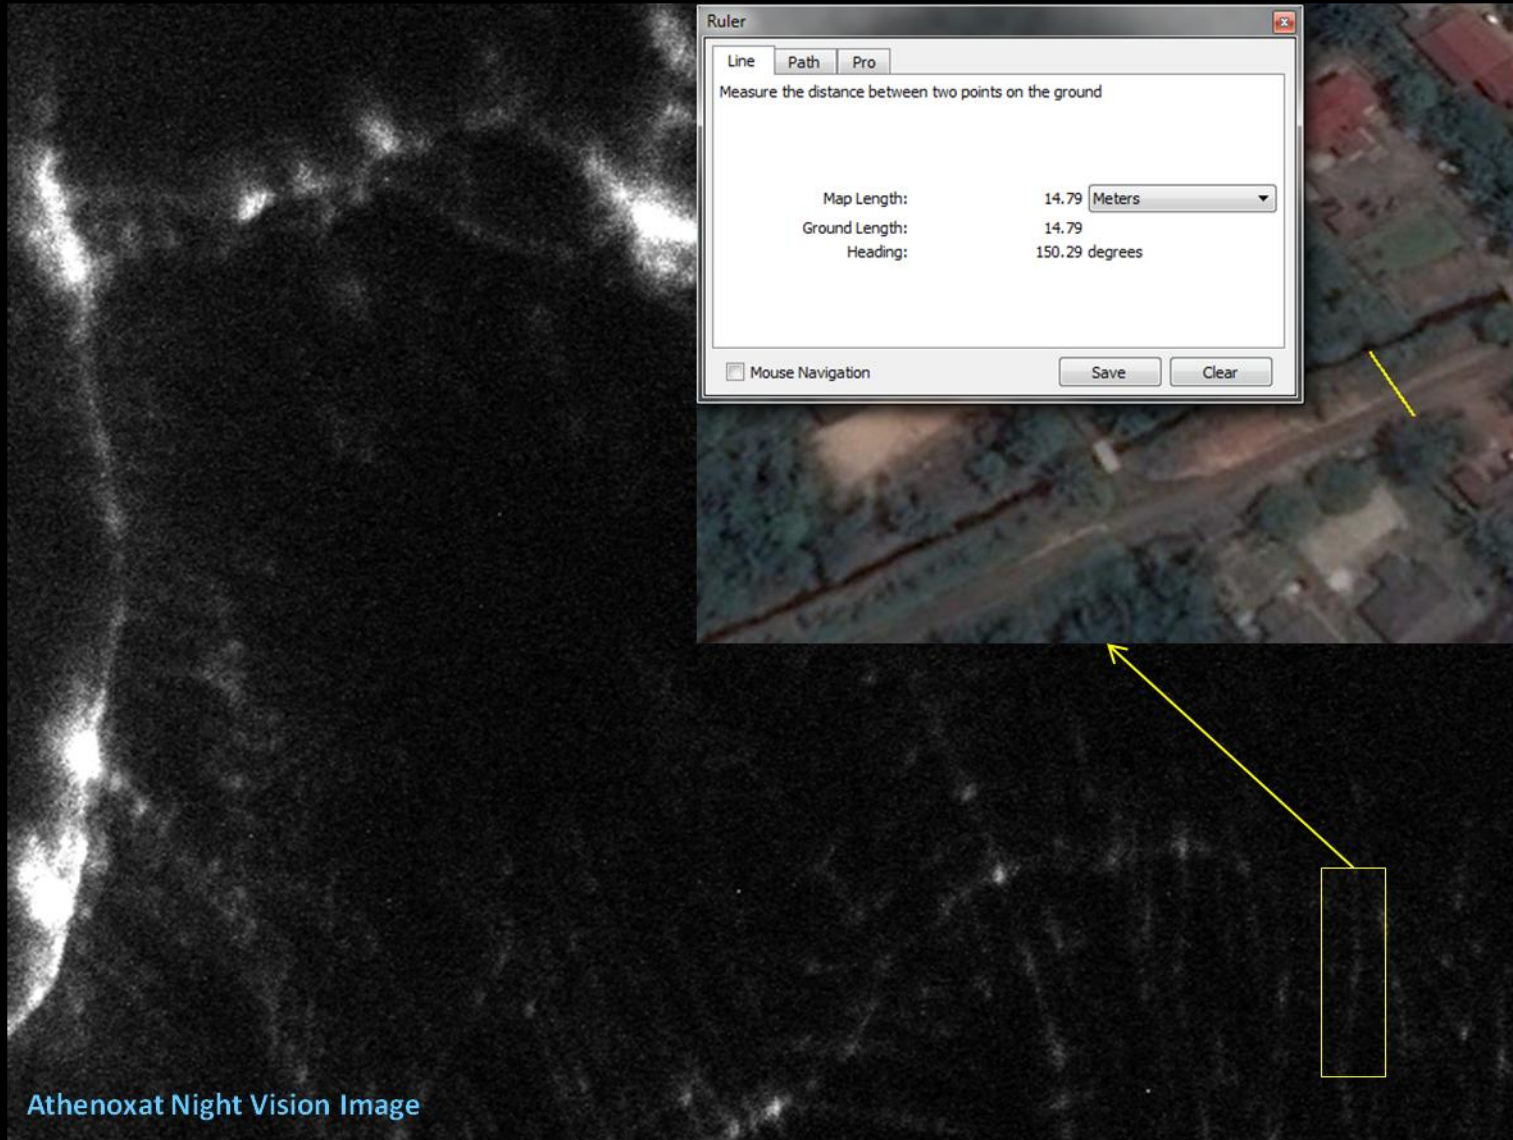 Ruler
Line Path Pro
Measure the distance between two points on the ground
Map Length: 14.79 Meters
Ground Length: 14.79
Heading: 150.29 degrees
Mouse Navigation Save Clear
Athenoxat Night Vision Image